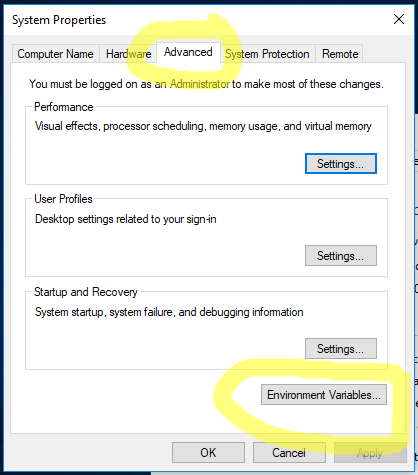 System Properties
Computer Name Hardware Advanced System Protection Remote
You must be logged on as an Administrator to make most of these changes.
Performance
Visual effects, processor scheduling, memory usage, and virtual memory
Settings...
User Profiles
Desktop settings related to your sign-in
Settings...
Startup and Recovery
System startup, system failure, and debugging information
Settings...
Environment Variables...
OK Cancel Apply